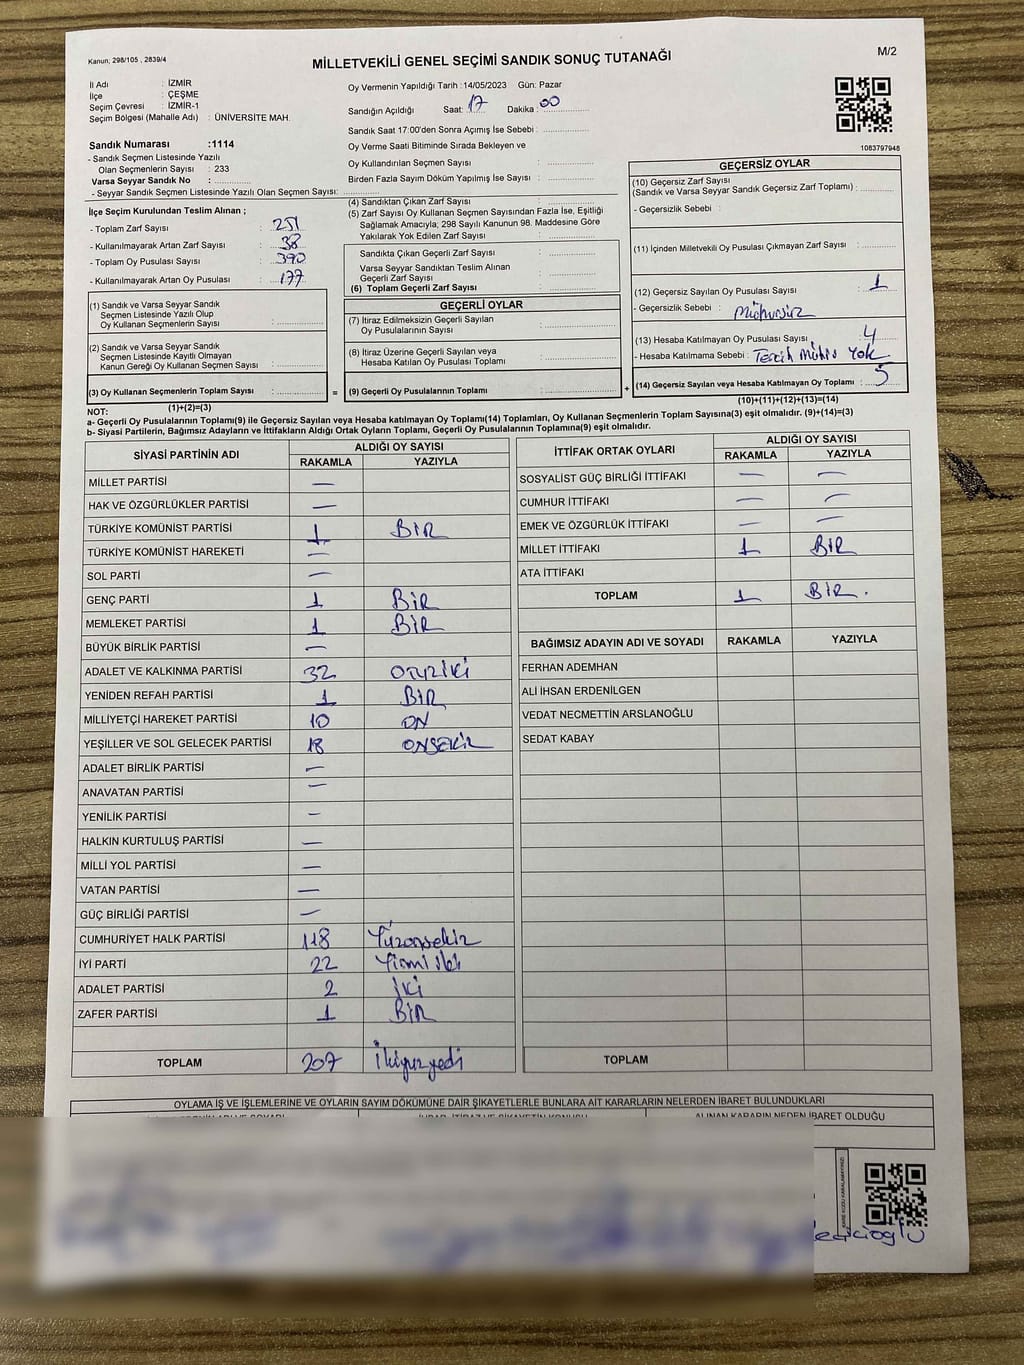 Kanun, 298/105 , 2839/4
MİLLETVEKİLİ GENEL SEÇİMİ SANDIK SONUÇ TUTANAĞI
M/2
İl Adı : İZMİR
İlçe : ÇEŞME
Seçim Çevresi : İZMİR-1
Seçim Bölgesi (Mahalle Adı) : ÜNİVERSİTE MAH.
Sandık Numarası :1114
- Sandık Seçmen Listesinde Yazılı
Olan Seçmenlerin Sayısı : 233
Varsa Seyyar Sandık No :
- Seyyar Sandık Seçmen Listesinde Yazılı Olan Seçmen Sayısı:
Oy Vermenin Yapıldığı Tarih :14/05/2023 Gün: Pazar
Sandığın Açıldığı Saat: 17 Dakika : 00
Sandık Saat 17:00'den Sonra Açımış İse Sebebi :
Oy Verme Saati Bitiminde Sırada Bekleyen ve
Oy Kullandırılan Seçmen Sayısı :
Birden Fazla Sayım Döküm Yapılmış İse Sayısı :
1083797948
İlçe Seçim Kurulundan Teslim Alınan ;
- Toplam Zarf Sayısı : 251
- Kullanılmayarak Artan Zarf Sayısı : 38
- Toplam Oy Pusulası Sayısı : 390
- Kullanılmayarak Artan Oy Pusulası : 177
(1) Sandık ve Varsa Seyyar Sandık
Seçmen Listesinde Yazılı Olup
Oy Kullanan Seçmenlerin Sayısı :
(2) Sandık ve Varsa Seyyar Sandık
Seçmen Listesinde Kayıtlı Olmayan
Kanun Gereği Oy Kullanan Seçmen Sayısı :
(3) Oy Kullanan Seçmenlerin Toplam Sayısı :
(1)+(2)=(3)
(4) Sandıktan Çıkan Zarf Sayısı :
(5) Zarf Sayısı Oy Kullanan Seçmen Sayısından Fazla İse, Eşitliği
Sağlamak Amacıyla; 298 Sayılı Kanunun 98. Maddesine Göre
Yakılarak Yok Edilen Zarf Sayısı :
Sandıkta Çıkan Geçerli Zarf Sayısı :
Varsa Seyyar Sandıktan Teslim Alınan
Geçerli Zarf Sayısı :
(6) Toplam Geçerli Zarf Sayısı :
GEÇERLİ OYLAR
(7) İtiraz Edilmeksizin Geçerli Sayılan
Oy Pusulalarının Sayısı :
(8) İtiraz Üzerine Geçerli Sayılan veya
Hesaba Katılan Oy Pusulaları Toplamı :
= (9) Geçerli Oy Pusulalarının Toplamı :
GEÇERSİZ OYLAR
(10) Geçersiz Zarf Sayısı
(Sandık ve Varsa Seyyar Sandık Geçersiz Zarf Toplamı) :
- Geçersizlik Sebebi :
(11) İçinden Milletvekili Oy Pusulası Çıkmayan Zarf Sayısı :
(12) Geçersiz Sayılan Oy Pusulası Sayısı : 1
- Geçersizlik Sebebi : Mühürsüz
(13) Hesaba Katılmayan Oy Pusulası Sayısı : 4
- Hesaba Katılmama Sebebi : Tercih Mührü Yok
+ (14) Geçersiz Sayılan veya Hesaba Katılmayan Oy Toplamı : 5
(10)+(11)+(12)+(13)=(14)
NOT:
a- Geçerli Oy Pusulalarının Toplamı(9) ile Geçersiz Sayılan veya Hesaba katılmayan Oy Toplamı(14) Toplamları, Oy Kullanan Seçmenlerin Toplam Sayısına(3) eşit olmalıdır. (9)+(14)=(3)
b- Siyasi Partilerin, Bağımsız Adayların ve İttifakların Aldığı Ortak Oyların Toplamı, Geçerli Oy Pusulalarının Toplamına(9) eşit olmalıdır.
SİYASİ PARTİNİN ADI ALDIĞI OY SAYISI
RAKAMLA YAZIYLA
MİLLET PARTİSİ —
HAK VE ÖZGÜRLÜKLER PARTİSİ —
TÜRKİYE KOMÜNİST PARTİSİ 1 BİR
TÜRKİYE KOMÜNİST HAREKETİ —
SOL PARTİ —
GENÇ PARTİ 1 BİR
MEMLEKET PARTİSİ 1 BİR
BÜYÜK BİRLİK PARTİSİ —
ADALET VE KALKINMA PARTİSİ 32 OTUZİKİ
YENİDEN REFAH PARTİSİ 1 BİR
MİLLİYETÇİ HAREKET PARTİSİ 10 ON
YEŞİLLER VE SOL GELECEK PARTİSİ 18 ONSEKİZ
ADALET BİRLİK PARTİSİ —
ANAVATAN PARTİSİ —
YENİLİK PARTİSİ —
HALKIN KURTULUŞ PARTİSİ —
MİLLİ YOL PARTİSİ —
VATAN PARTİSİ —
GÜÇ BİRLİĞİ PARTİSİ —
CUMHURİYET HALK PARTİSİ 118 Yüzonsekiz
İYİ PARTİ 22 Yirmi iki
ADALET PARTİSİ 2 İKİ
ZAFER PARTİSİ 1 BİR
TOPLAM 207 İkiyüzyedi
İTTİFAK ORTAK OYLARI ALDIĞI OY SAYISI
RAKAMLA YAZIYLA
SOSYALİST GÜÇ BİRLİĞİ İTTİFAKI — —
CUMHUR İTTİFAKI — —
EMEK VE ÖZGÜRLÜK İTTİFAKI — —
MİLLET İTTİFAKI 1 BİR
ATA İTTİFAKI
TOPLAM 1 BİR.
BAĞIMSIZ ADAYIN ADI VE SOYADI RAKAMLA YAZIYLA
FERHAN ADEMHAN
ALİ İHSAN ERDENİLGEN
VEDAT NECMETTİN ARSLANOĞLU
SEDAT KABAY
TOPLAM
OYLAMA İŞ VE İŞLEMLERİNE VE OYLARIN SAYIM DÖKÜMÜNE DAİR ŞİKAYETLERLE BUNLARA AİT KARARLARIN NELERDEN İBARET BULUNDUKLARI
ALINAN KARARIN NEDEN İBARET OLDUĞU